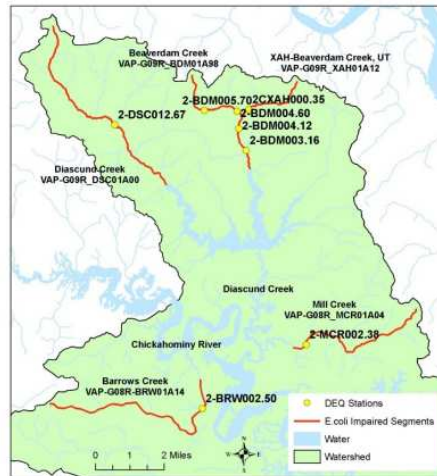 Beaverdam Creek
VAP-G09R_BDM01A98
XAH-Beaverdam Creek, UT
VAP-G09R_XAH01A12
2-BDM005.70
2CXAH000.35
2-BDM004.60
2-DSC012.67
2-BDM004.12
2-BDM003.16
Diascund Creek
VAP-G09R_DSC01A00
Diascund Creek
Mill Creek
VAP-G08R_MCR01A04
2-MCR002.38
Chickahominy River
Barrows Creek
VAP-G08R-BRW01A14
2-BRW002.50
DEQ Stations
E.coli Impaired Segments
Water
Watershed
0 1 2 Miles
N
W E
S